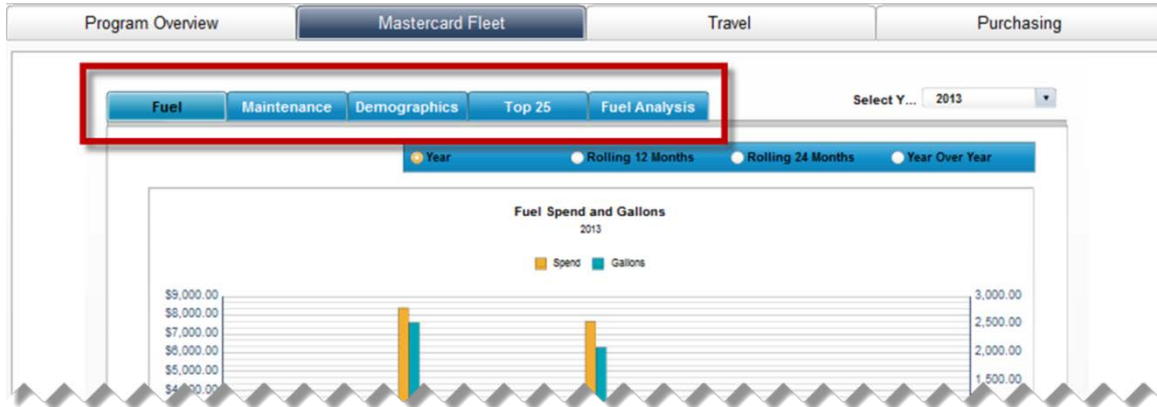 Program Overview Mastercard Fleet Travel Purchasing
Fuel Maintenance Demographics Top 25 Fuel Analysis
Select Y... 2013
Year Rolling 12 Months Rolling 24 Months Year Over Year
Fuel Spend and Gallons
2013
Spend Gallons
$9,000.00 3,000.00
$8,000.00
$7,000.00 2,500.00
$6,000.00 2,000.00
$5,000.00
1,500.00